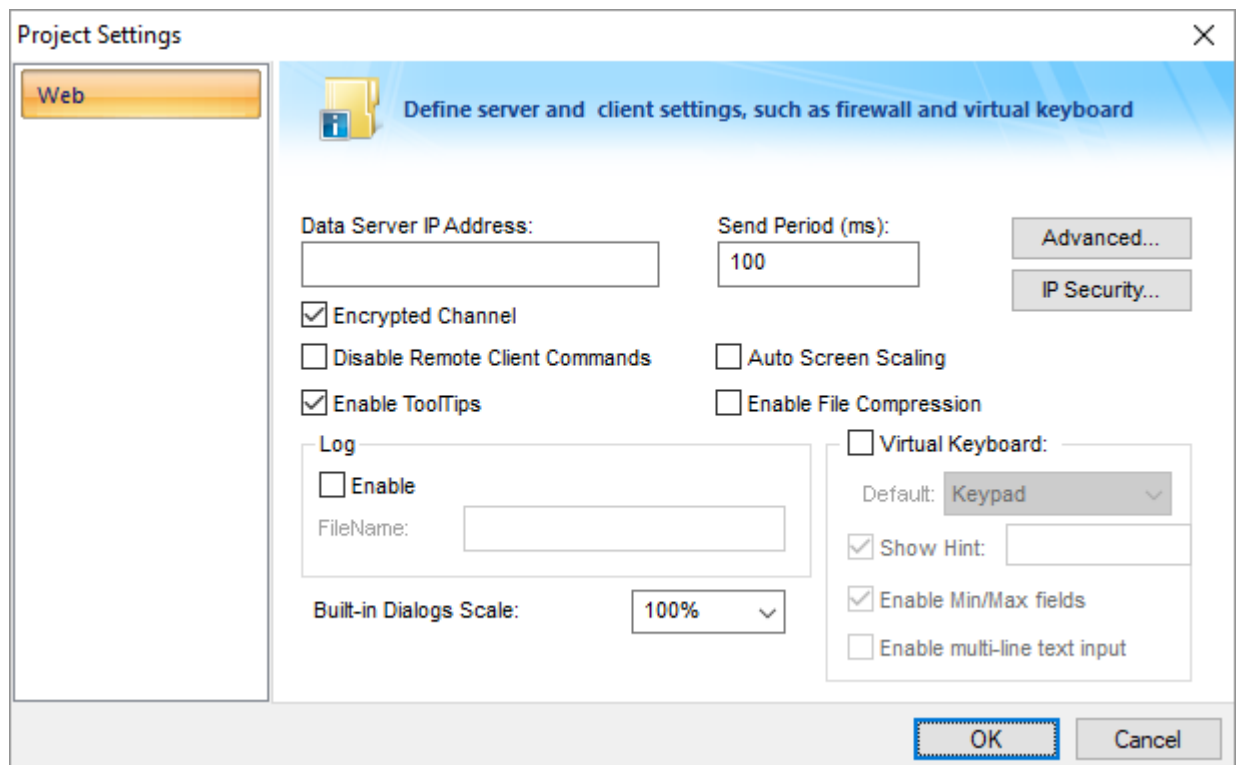 Project Settings
Web
Define server and client settings, such as firewall and virtual keyboard
Data Server IP Address:
Send Period (ms):
100
Advanced...
IP Security...
Encrypted Channel
Disable Remote Client Commands
Auto Screen Scaling
Enable ToolTips
Enable File Compression
Log
Enable
FileName:
Virtual Keyboard:
Default: Keypad
Show Hint:
Enable Min/Max fields
Enable multi-line text input
Built-in Dialogs Scale: 100%
OK
Cancel